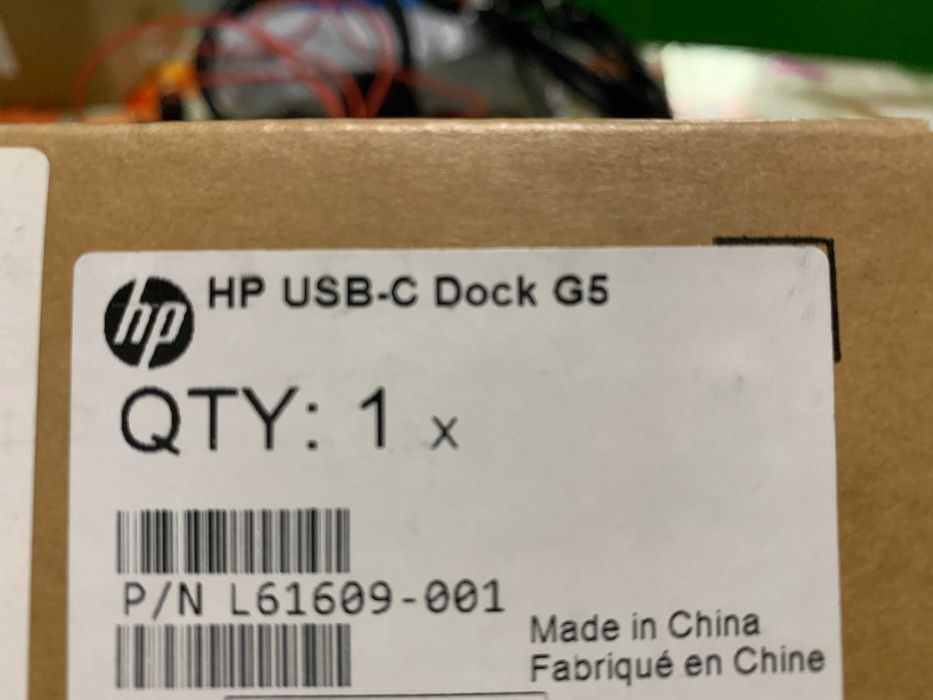 hp HP USB-C Dock G5
QTY: 1 x
P/N L61609-001
Made in China
Fabriqué en Chine